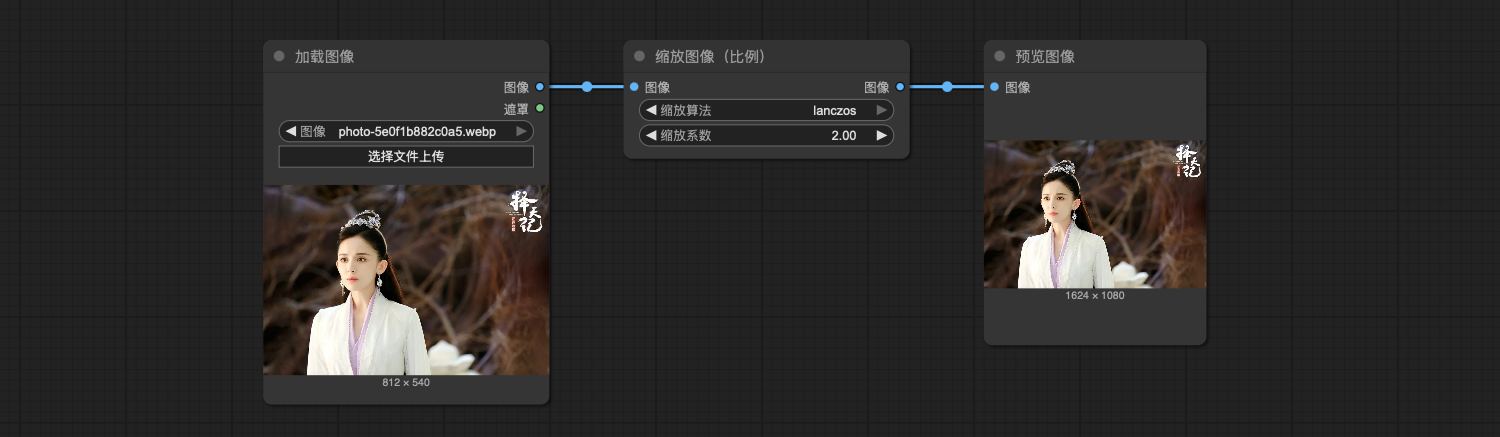 加载图像
图像
遮罩
图像 photo-5e0f1b882c0a5.webp
选择文件上传
择天记
812 × 540
缩放图像（比例）
图像 图像
缩放算法 lanczos
缩放系数 2.00
预览图像
图像
择天记
1624 × 1080